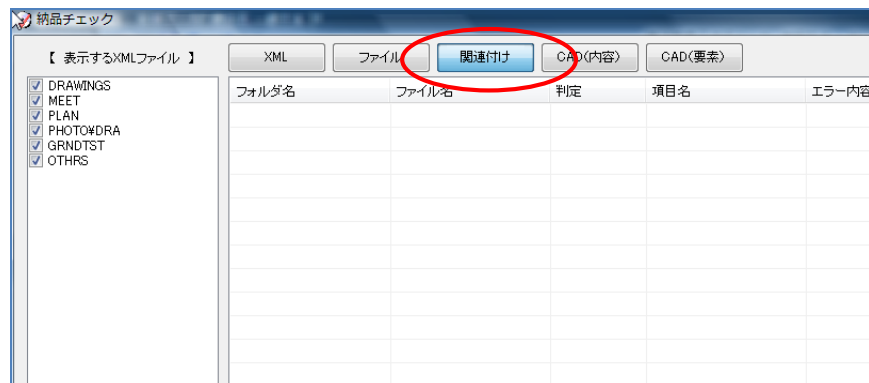 納品チェック
【 表示するXMLファイル 】
XML ファイル 関連付け CAD(内容) CAD(要素)
フォルダ名 ファイル名 判定 項目名 エラー内容
DRAWINGS
MEET
PLAN
PHOTO¥DRA
GRNDTST
OTHRS